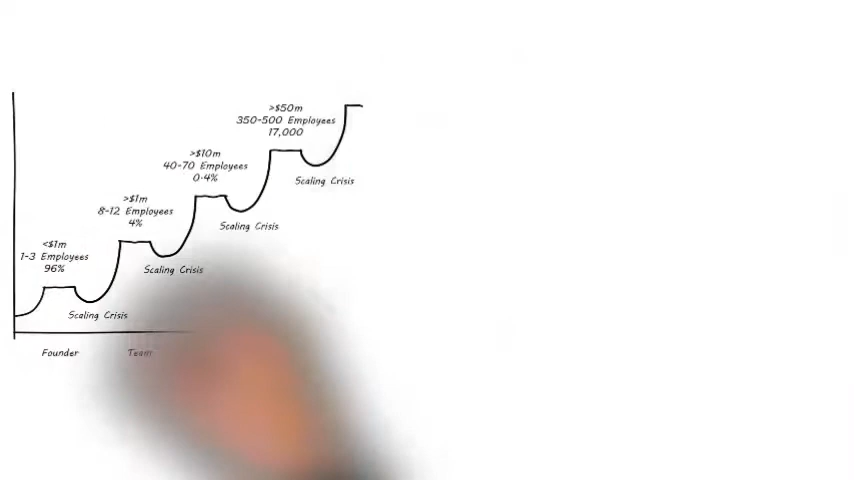 >$50m
350-500 Employees
17,000
>$10m
40-70 Employees
0.4%
Scaling Crisis
>$1m
8-12 Employees
4%
Scaling Crisis
<$1m
1-3 Employees
96%
Scaling Crisis
Scaling Crisis
Founder
Team